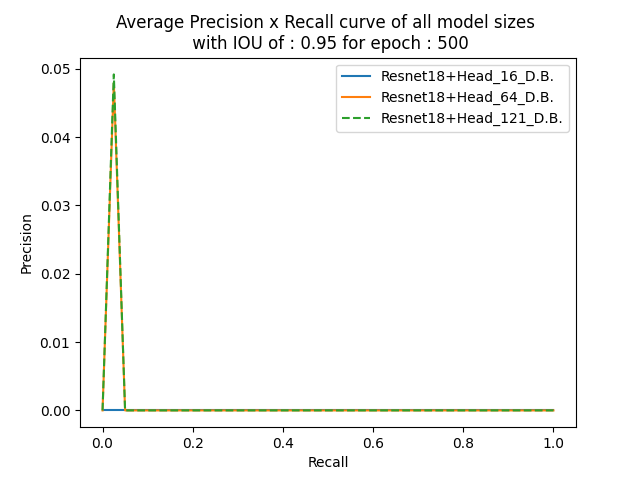 Average Precision x Recall curve of all model sizes
with IOU of : 0.95 for epoch : 500
Resnet18+Head_16_D.B.
Resnet18+Head_64_D.B.
Resnet18+Head_121_D.B.
0.05
0.04
0.03
0.02
0.01
0.00
Precision
0.0 0.2 0.4 0.6 0.8 1.0
Recall